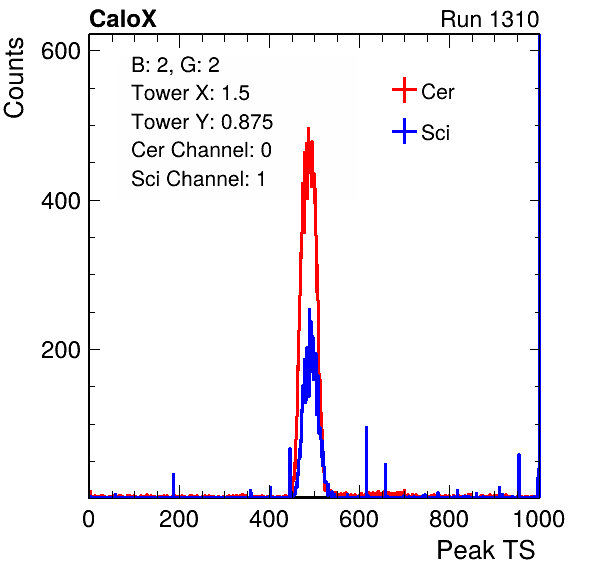 CaloX Run 1310
Counts
600
400
200
B: 2, G: 2
Tower X: 1.5
Tower Y: 0.875
Cer Channel: 0
Sci Channel: 1
Cer
Sci
0 200 400 600 800 1000
Peak TS